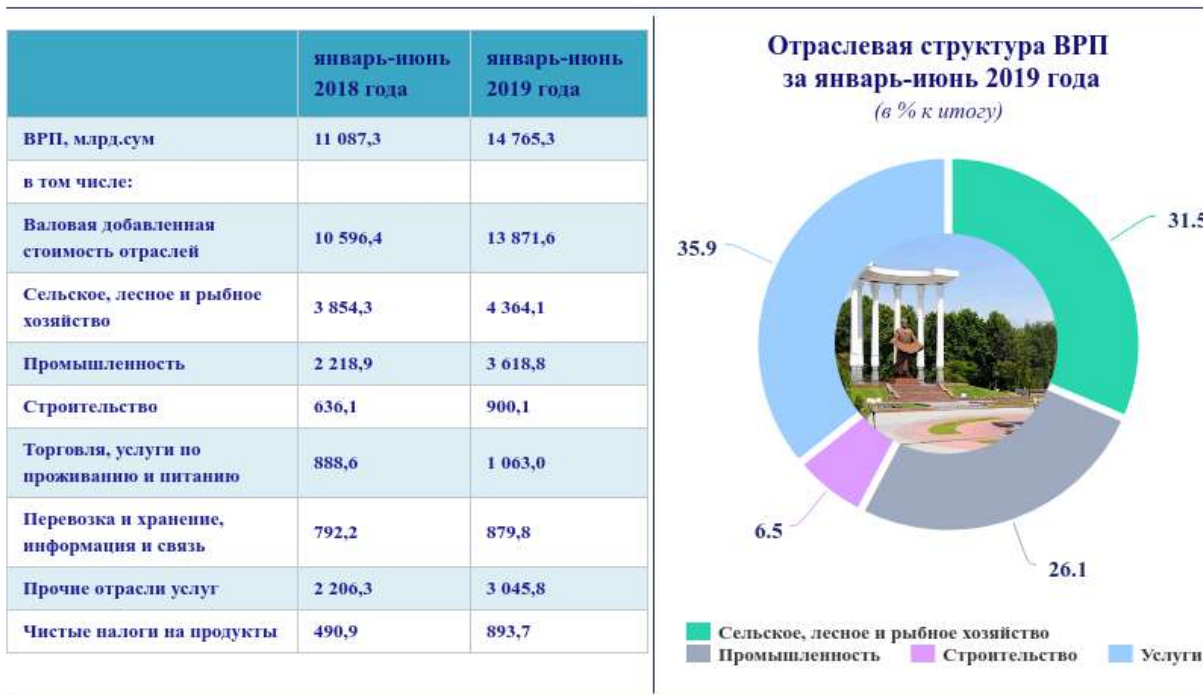 январь-июнь 2018 года
январь-июнь 2019 года
ВРП, млрд.сум 11 087,3 14 765,3
в том числе:
Валовая добавленная стоимость отраслей 10 596,4 13 871,6
Сельское, лесное и рыбное хозяйство 3 854,3 4 364,1
Промышленность 2 218,9 3 618,8
Строительство 636,1 900,1
Торговля, услуги по проживанию и питанию 888,6 1 063,0
Перевозка и хранение, информация и связь 792,2 879,8
Прочие отрасли услуг 2 206,3 3 045,8
Чистые налоги на продукты 490,9 893,7
Отраслевая структура ВРП
за январь-июнь 2019 года
(в % к итогу)
31.5
35.9
6.5
26.1
Сельское, лесное и рыбное хозяйство
Промышленность Строительство Услуги